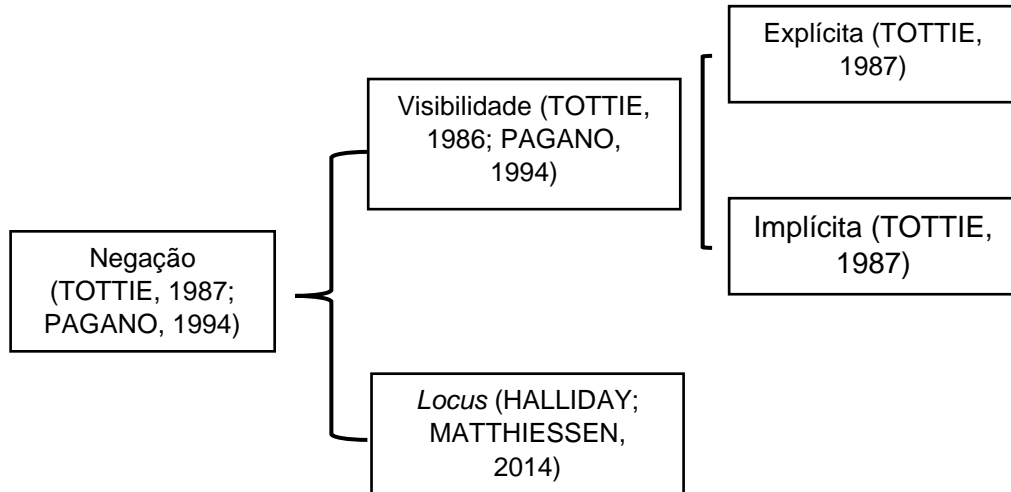 Negação
(TOTTIE, 1987;
PAGANO, 1994)
Visibilidade (TOTTIE,
1986; PAGANO,
1994)
Explícita (TOTTIE,
1987)
Implícita (TOTTIE,
1987)
Locus (HALLIDAY;
MATTHIESSEN,
2014)